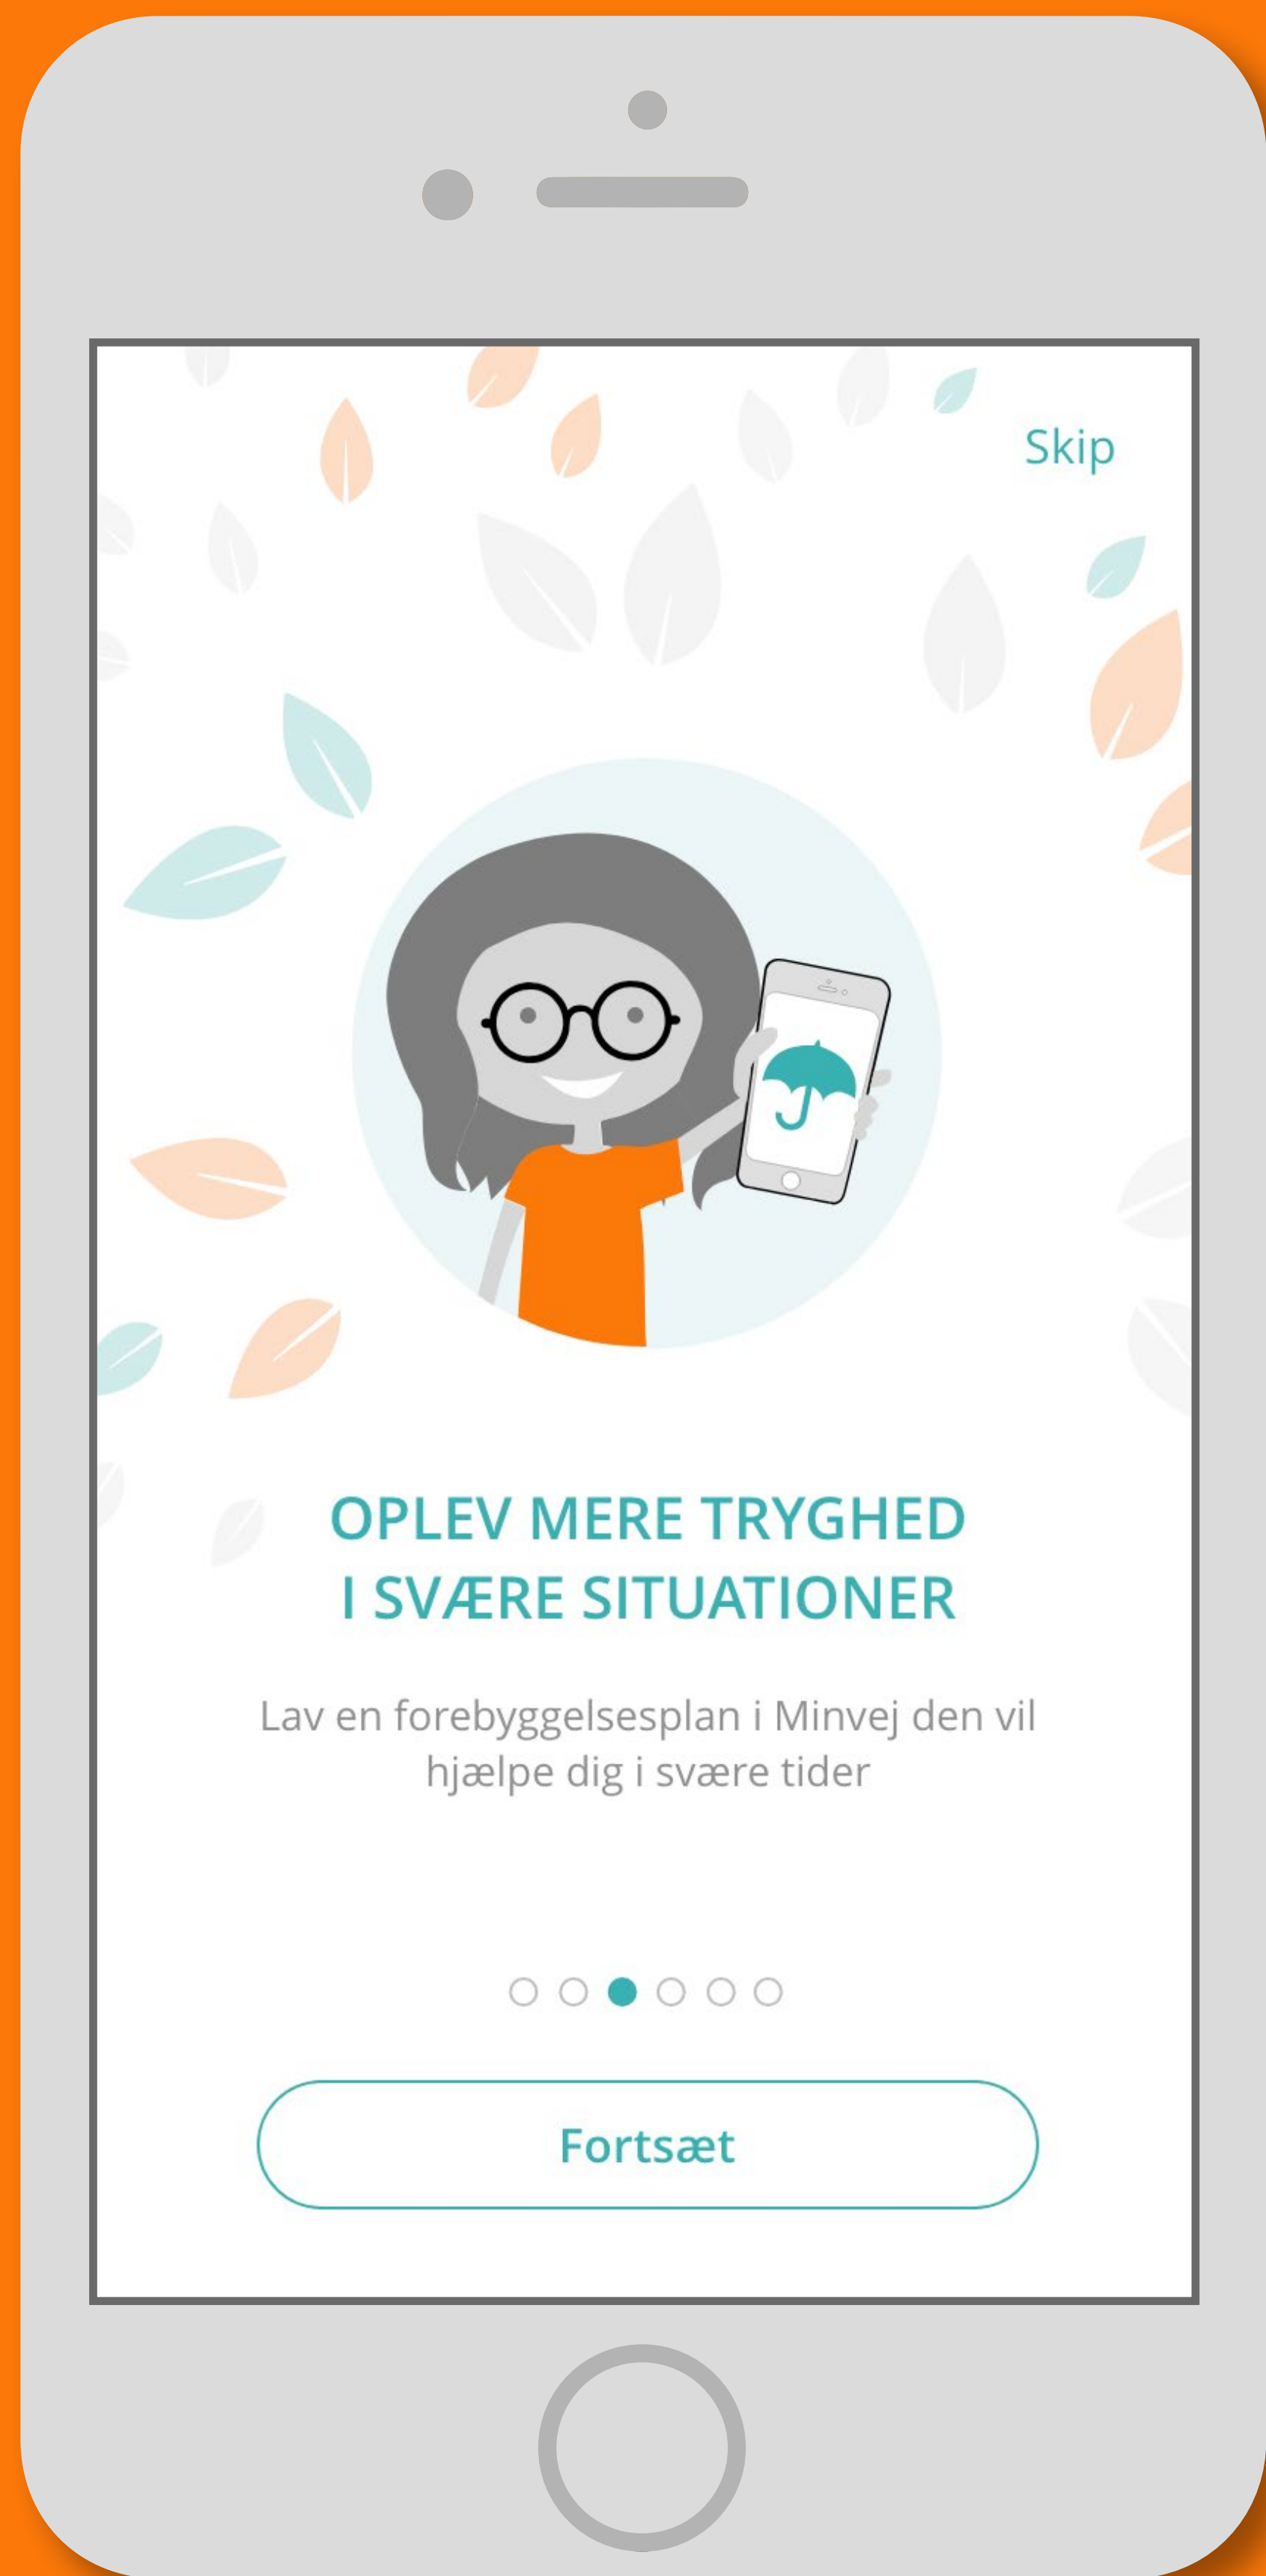 Skip
OPLEV MERE TRYGHED
I SVÆRE SITUATIONER
Lav en forebyggelsesplan i Minvej den vil
hjælpe dig i svære tider
Fortsæt